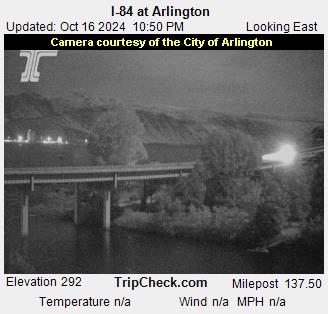 I-84 at Arlington
Updated: Oct 16 2024 10:50 PM Looking East
Camera courtesy of the City of Arlington
Elevation 292 TripCheck.com Milepost 137.50
Temperature n/a Wind n/a MPH n/a